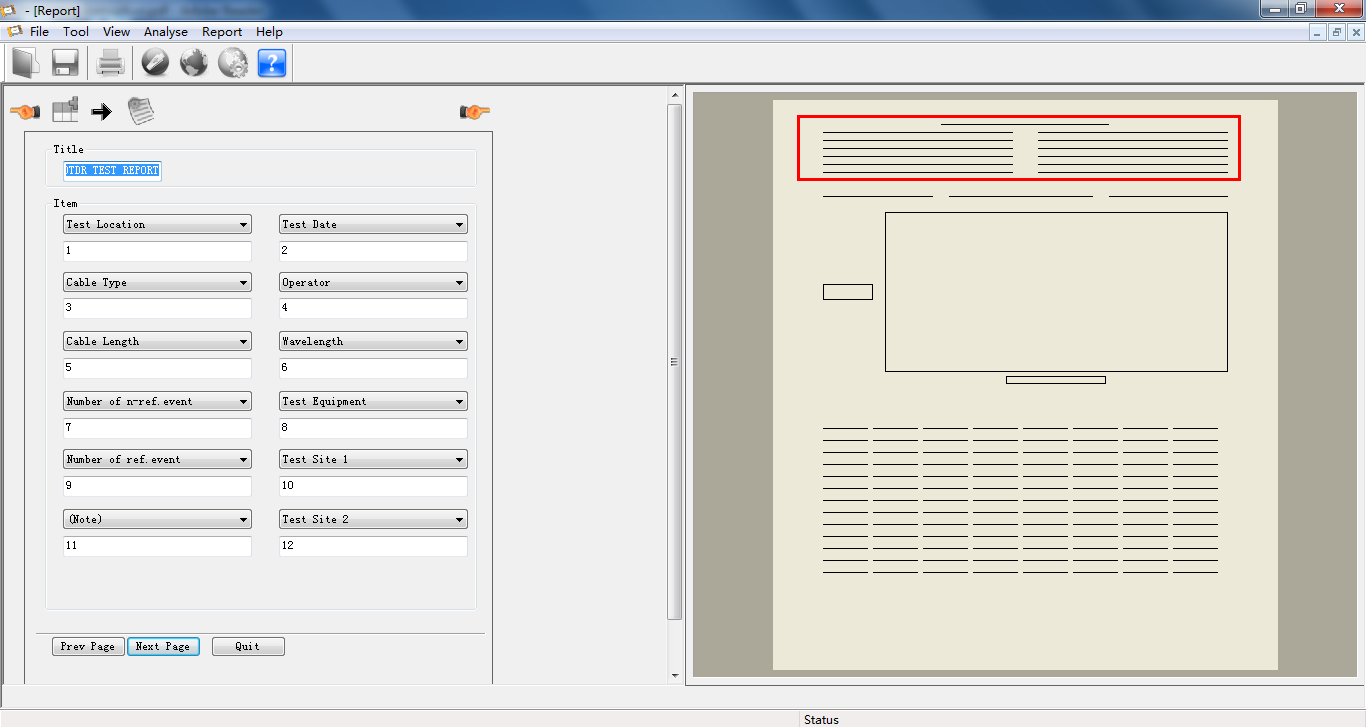 - [Report]
File Tool View Analyse Report Help
Title
OTDR TEST REPORT
Item
Test Location Test Date
1 2
Cable Type Operator
3 4
Cable Length Wavelength
5 6
Number of n-ref.event Test Equipment
7 8
Number of ref.event Test Site 1
9 10
(Note) Test Site 2
11 12
Prev Page Next Page Quit
Status